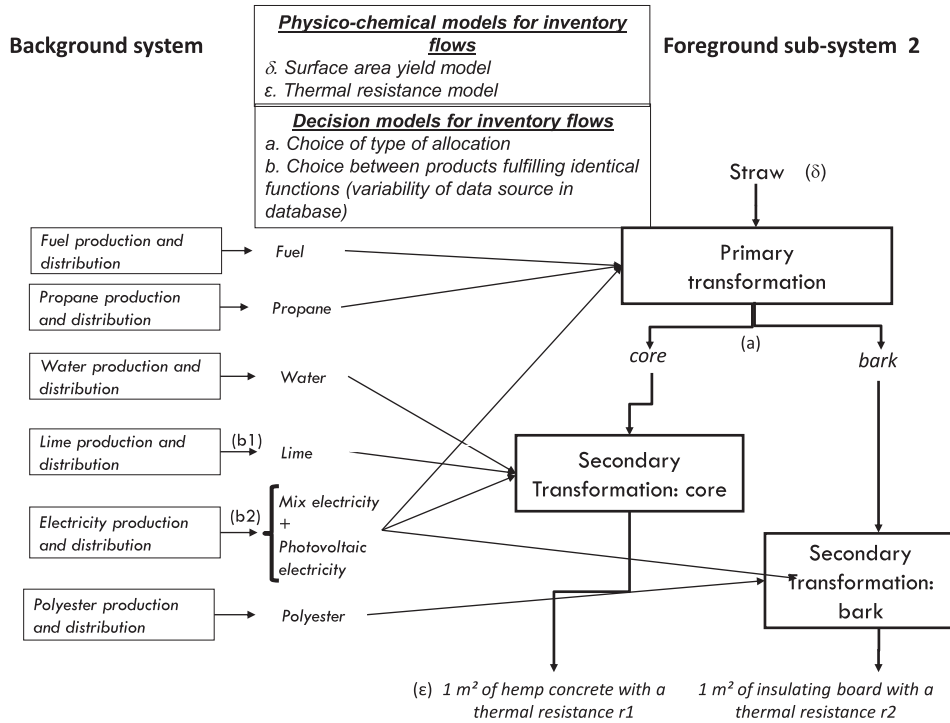 Background system
Physico-chemical models for inventory
flows
δ. Surface area yield model
ε. Thermal resistance model
Foreground sub-system 2
Decision models for inventory flows
a. Choice of type of allocation
b. Choice between products fulfilling identical
functions (variability of data source in
database)
Straw (δ)
Fuel production and
distribution
Fuel
Primary
transformation
Propane production
and distribution
Propane
(a)
core
bark
Water production and
distribution
Water
Lime production and
distribution
(b1)
Lime
Secondary
Transformation: core
Electricity production
and distribution
(b2)
Mix electricity
+
Photovoltaic
electricity
Secondary
Transformation:
bark
Polyester production
and distribution
Polyester
(ε) 1 m² of hemp concrete with a
thermal resistance r1
1 m² of insulating board with a
thermal resistance r2